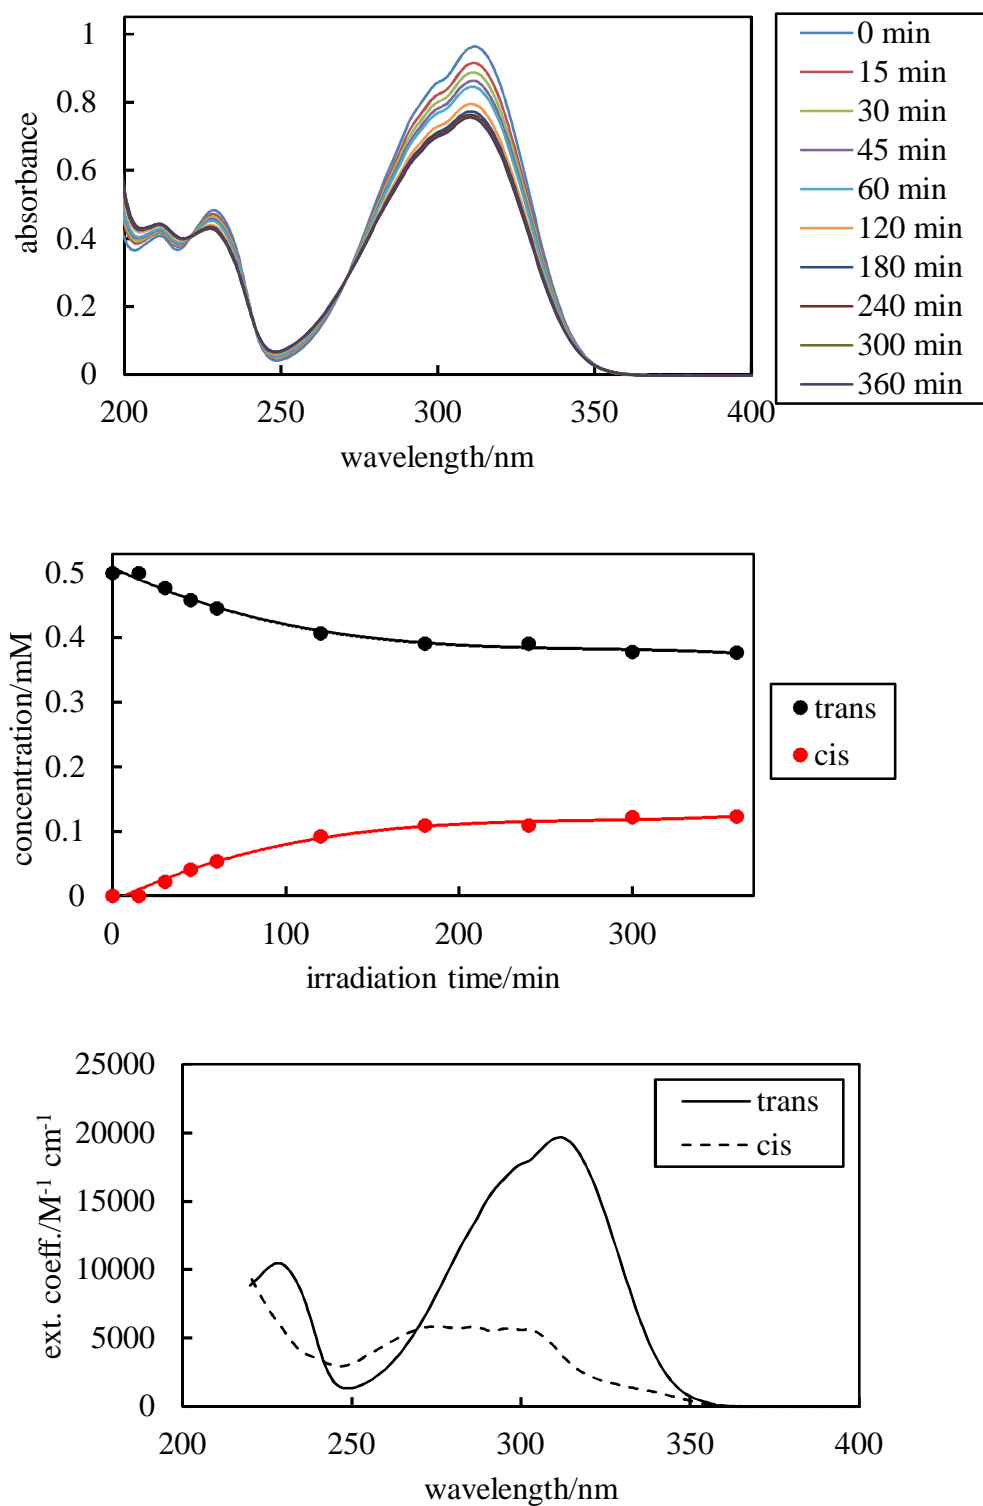 1
0.8
0.6
0.4
0.2
0
absorbance
200
250
300
350
400
wavelength/nm
0 min
15 min
30 min
45 min
60 min
120 min
180 min
240 min
300 min
360 min
0.5
0.4
0.3
0.2
0.1
0
concentration/mM
0
100
200
300
irradiation time/min
trans
cis
25000
20000
15000
10000
5000
0
ext. coeff./M⁻¹ cm⁻¹
200
250
300
350
400
wavelength/nm
trans
cis